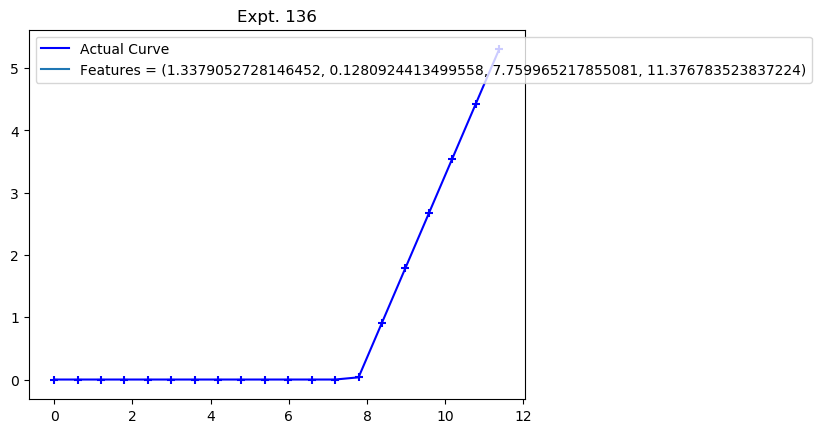 Expt. 136
Actual Curve
Features = (1.3379052728146452, 0.1280924413499558, 7.759965217855081, 11.376783523837224)
5
4
3
2
1
0
0 2 4 6 8 10 12